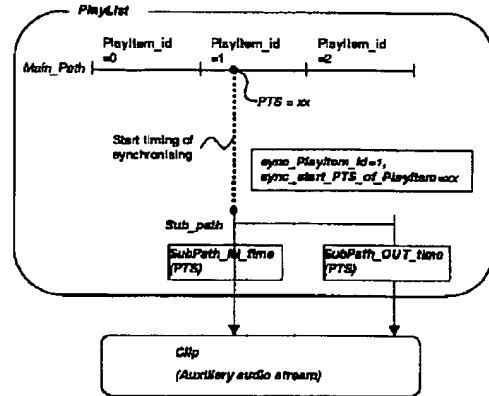 PlayList
PlayItem_id PlayItem_id PlayItem_id
=0 =1 =2
Main_Path
PTS = xx
Start timing of
synchronising
sync_PlayItem_id=1,
sync_start_PTS_of_PlayItem=xx
Sub_path
SubPath_IN_time
(PTS)
SubPath_OUT_time
(PTS)
Clip
(Auxiliary audio stream)